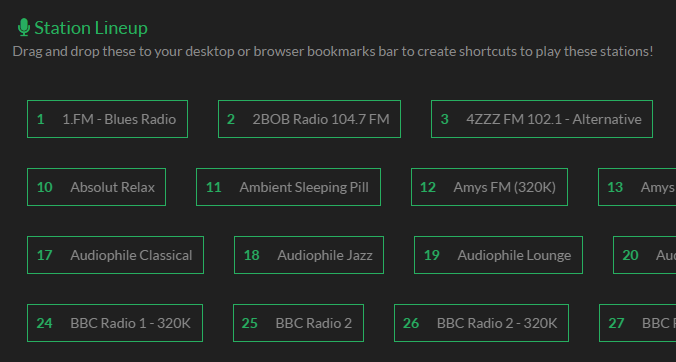 Station Lineup
Drag and drop these to your desktop or browser bookmarks bar to create shortcuts to play these stations!
1 1.FM - Blues Radio 2 2BOB Radio 104.7 FM 3 4ZZZ FM 102.1 - Alternative
10 Absolut Relax 11 Ambient Sleeping Pill 12 Amys FM (320K) 13 Amys
17 Audiophile Classical 18 Audiophile Jazz 19 Audiophile Lounge 20
24 BBC Radio 1 - 320K 25 BBC Radio 2 26 BBC Radio 2 - 320K 27 BBC